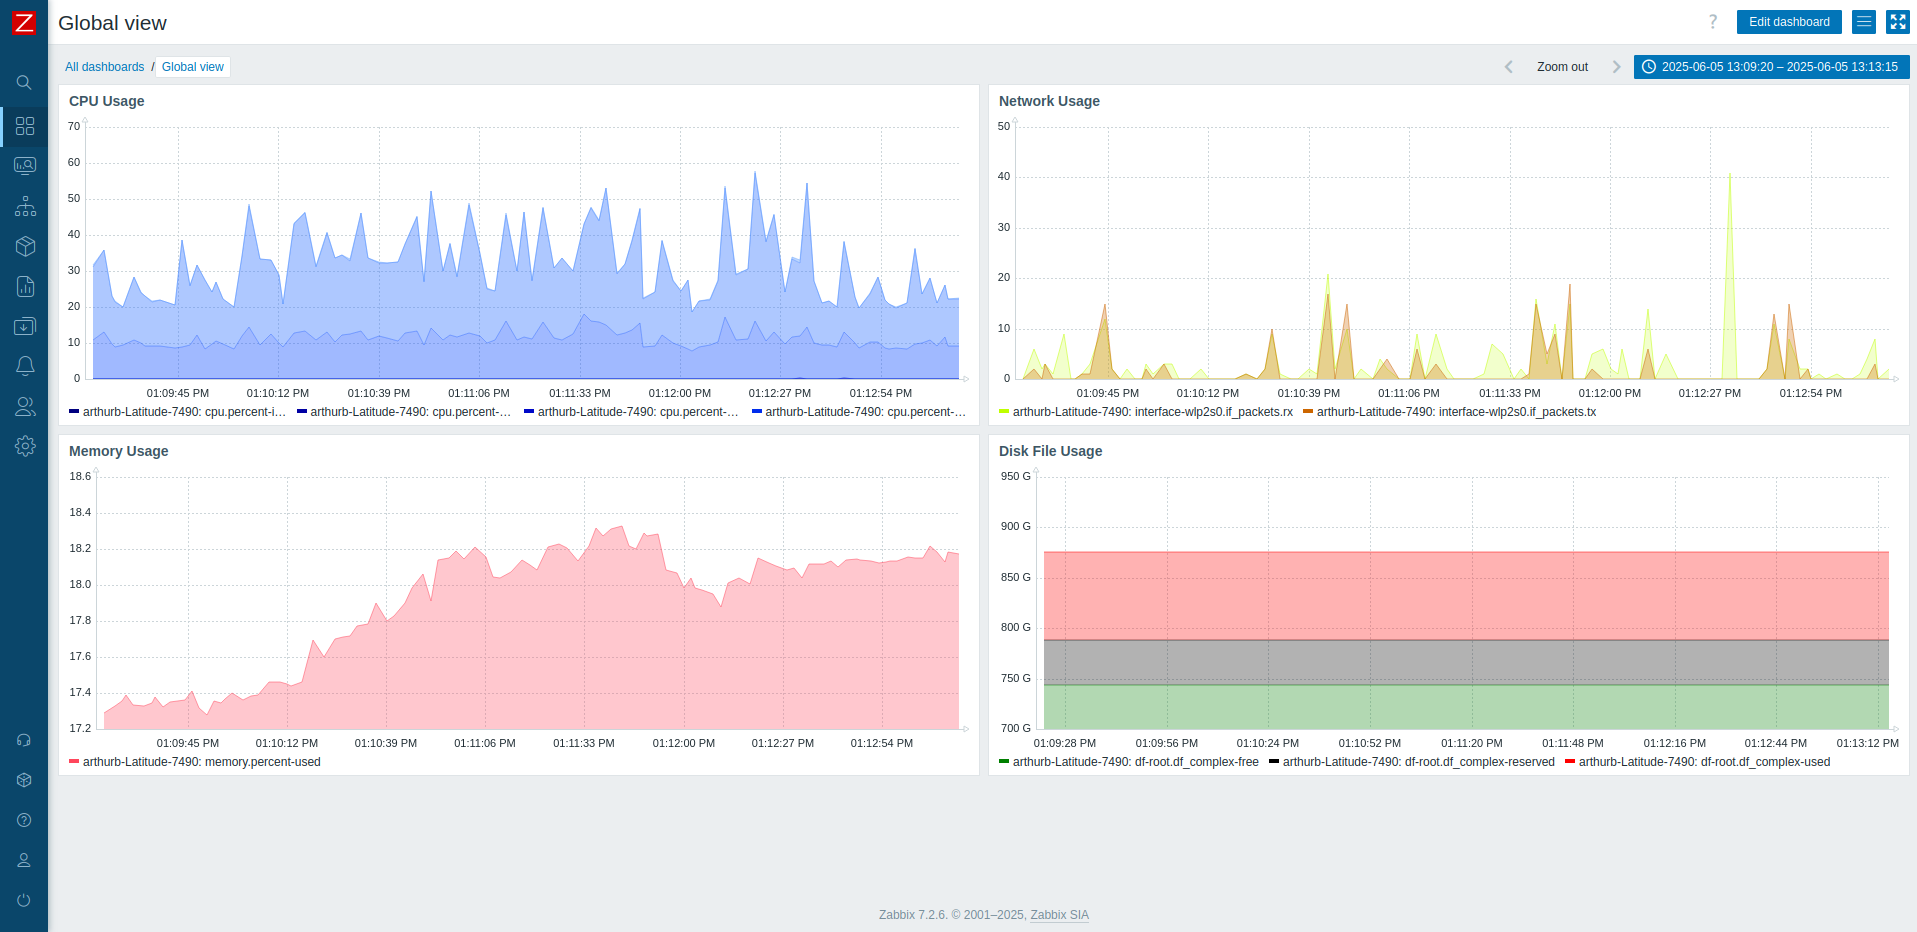 Z
Global view
? Edit dashboard
All dashboards / Global view
Zoom out
2025-06-05 13:09:20 – 2025-06-05 13:13:15
CPU Usage
70
60
50
40
30
20
10
0
01:09:45 PM 01:10:12 PM 01:10:39 PM 01:11:06 PM 01:11:33 PM 01:12:00 PM 01:12:27 PM 01:12:54 PM
arthurb-Latitude-7490: cpu.percent-i... arthurb-Latitude-7490: cpu.percent-... arthurb-Latitude-7490: cpu.percent-... arthurb-Latitude-7490: cpu.percent-...
Network Usage
50
40
30
20
10
0
01:09:45 PM 01:10:12 PM 01:10:39 PM 01:11:06 PM 01:11:33 PM 01:12:00 PM 01:12:27 PM 01:12:54 PM
arthurb-Latitude-7490: interface-wlp2s0.if_packets.rx arthurb-Latitude-7490: interface-wlp2s0.if_packets.tx
Memory Usage
18.6
18.4
18.2
18.0
17.8
17.6
17.4
17.2
01:09:45 PM 01:10:12 PM 01:10:39 PM 01:11:06 PM 01:11:33 PM 01:12:00 PM 01:12:27 PM 01:12:54 PM
arthurb-Latitude-7490: memory.percent-used
Disk File Usage
950 G
900 G
850 G
800 G
750 G
700 G
01:09:28 PM 01:09:56 PM 01:10:24 PM 01:10:52 PM 01:11:20 PM 01:11:48 PM 01:12:16 PM 01:12:44 PM 01:13:12 PM
arthurb-Latitude-7490: df-root.df_complex-free arthurb-Latitude-7490: df-root.df_complex-reserved arthurb-Latitude-7490: df-root.df_complex-used
Zabbix 7.2.6. © 2001–2025, Zabbix SIA